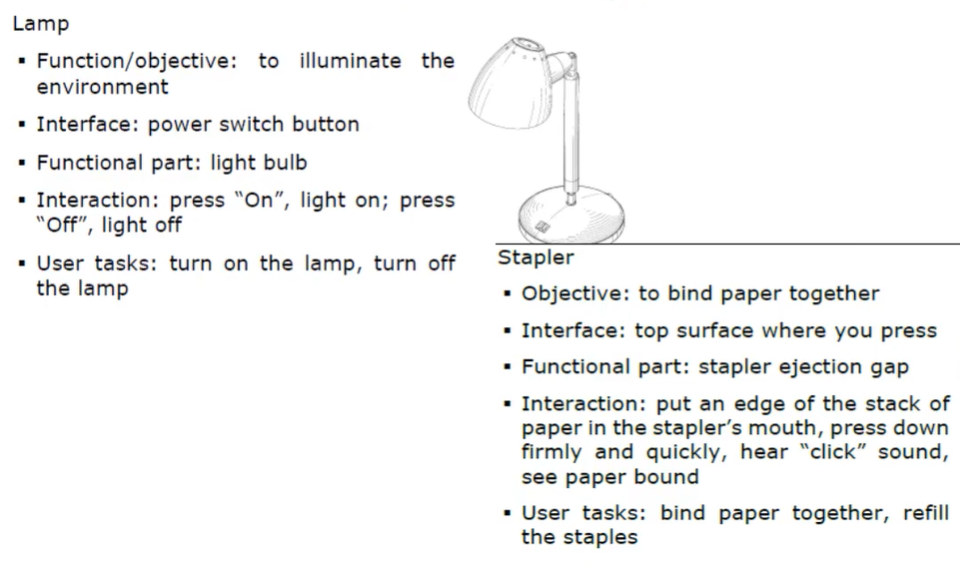 Lamp
▪ Function/objective: to illuminate the
environment
▪ Interface: power switch button
▪ Functional part: light bulb
▪ Interaction: press “On”, light on; press
“Off”, light off
▪ User tasks: turn on the lamp, turn off
the lamp
Stapler
▪ Objective: to bind paper together
▪ Interface: top surface where you press
▪ Functional part: stapler ejection gap
▪ Interaction: put an edge of the stack of
paper in the stapler’s mouth, press down
firmly and quickly, hear “click” sound,
see paper bound
▪ User tasks: bind paper together, refill
the staples